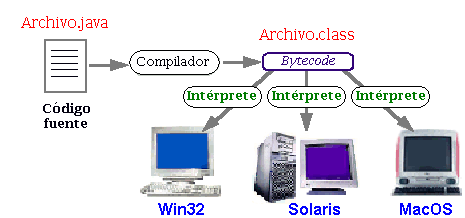 Archivo.java
Archivo.class
Compilador
Bytecode
Intérprete
Intérprete
Intérprete
Código
fuente
Win32
Solaris
MacOS